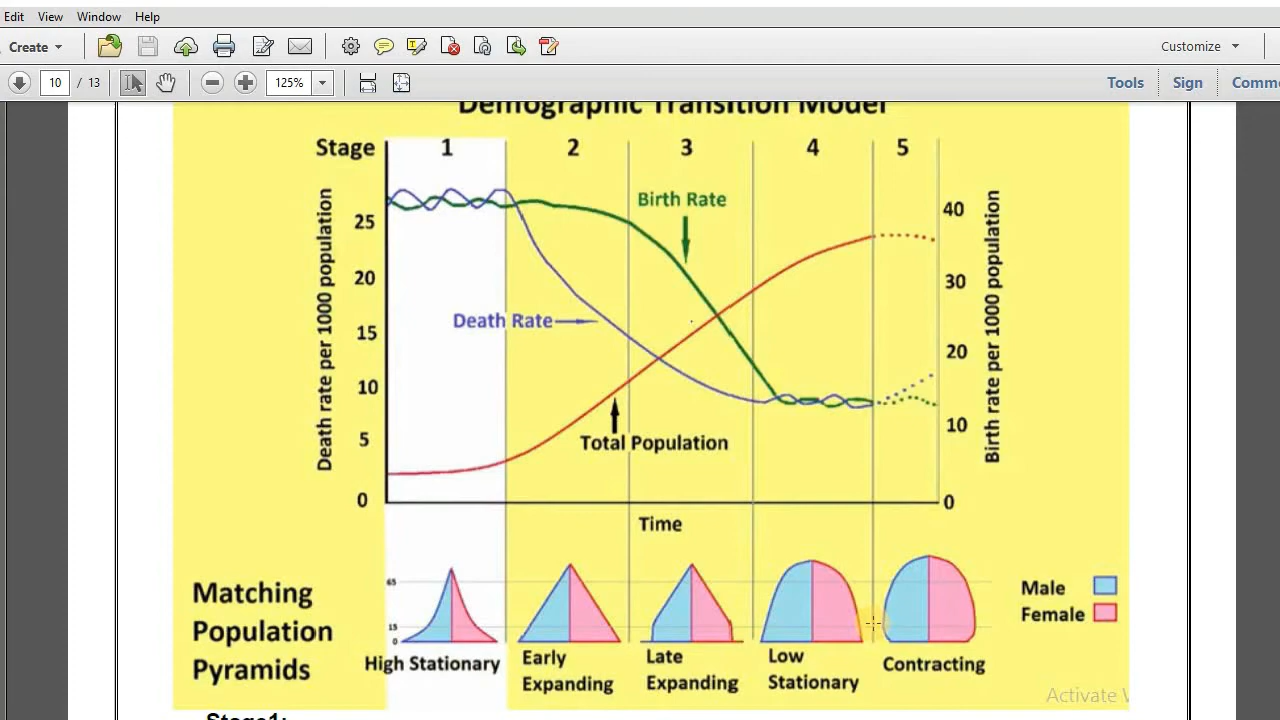 Edit View Window Help
Create Customize
10 / 13 125% Tools Sign
Demographic Transition Model
Stage 1 2 3 4 5
Death rate per 1000 population
25
20
15
10
5
0
Birth Rate
Death Rate
Total Population
40
30
20
10
0
Birth rate per 1000 population
Time
Matching
Population
Pyramids
65
15
0
High Stationary
Early
Expanding
Late
Expanding
Low
Stationary
Contracting
Male
Female
Activate
Stage1: